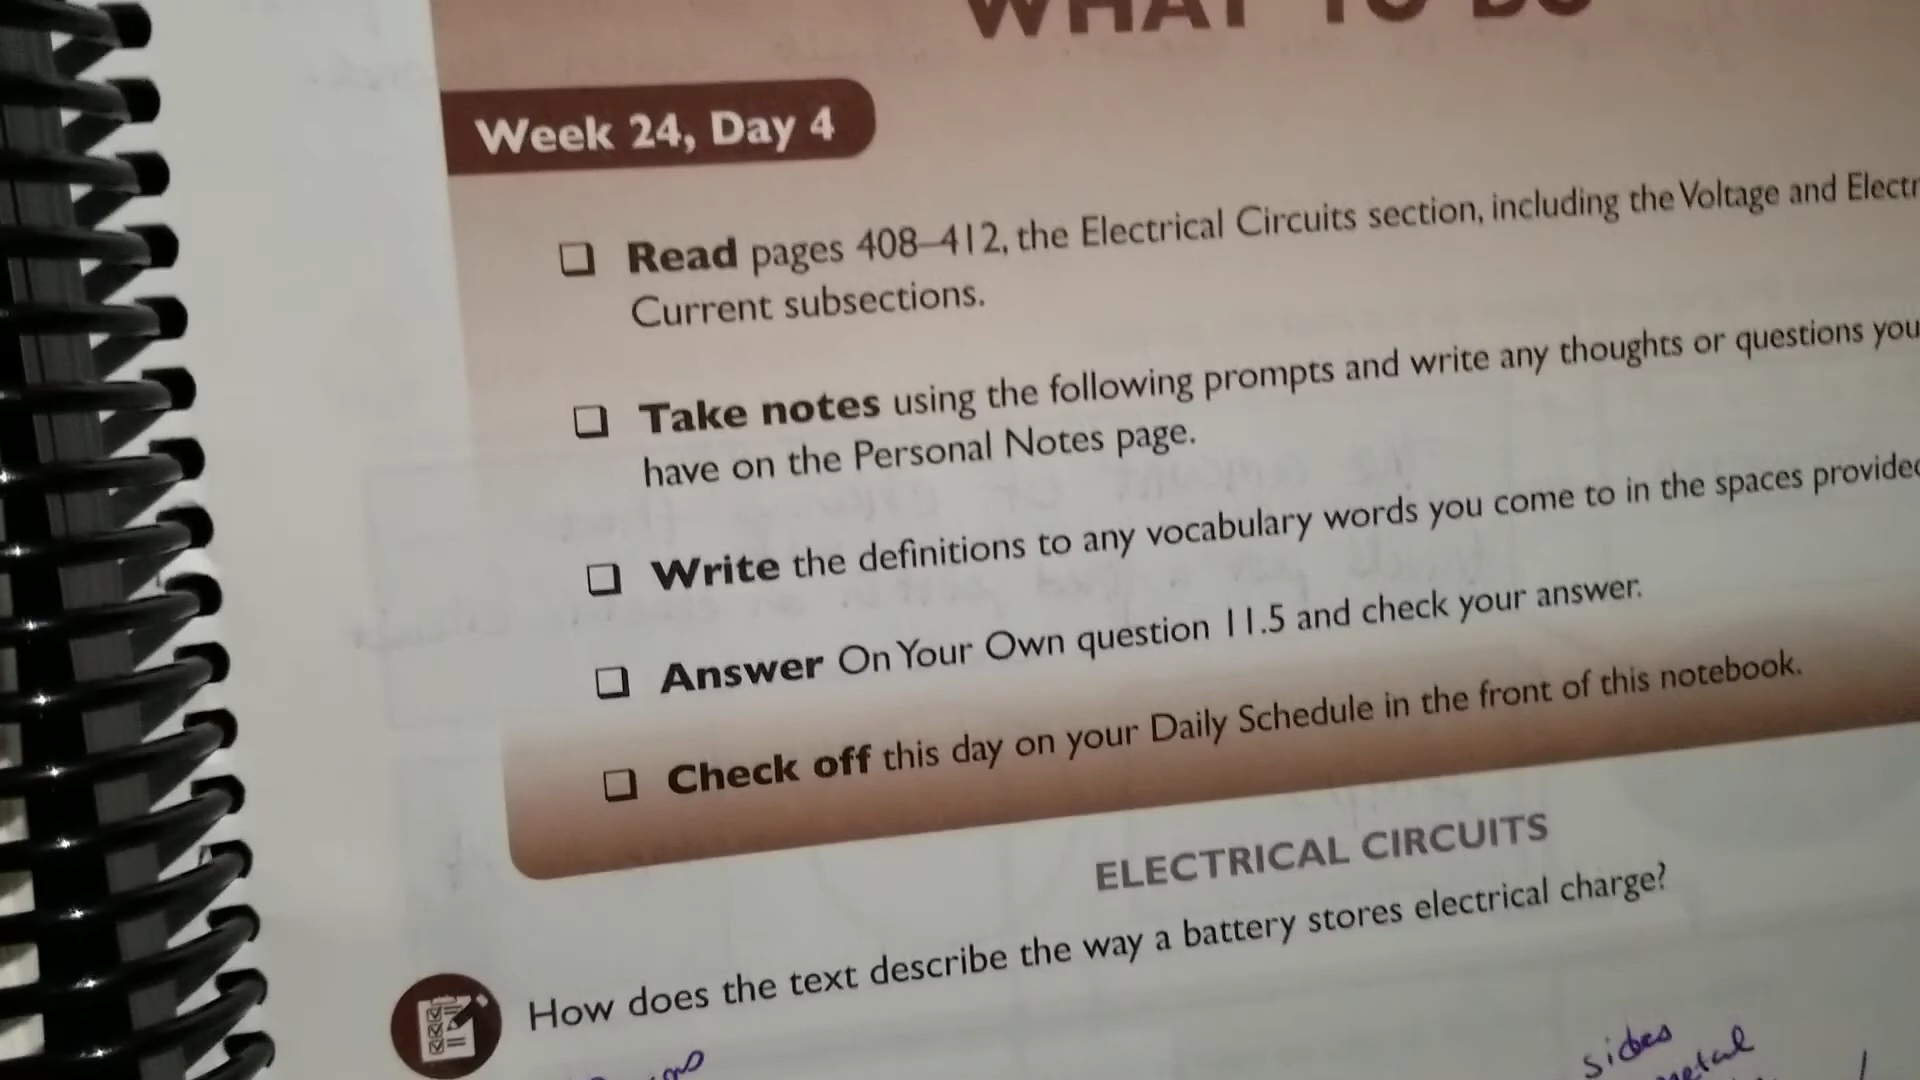 WHAT TO DO
Week 24, Day 4
Read pages 408–412, the Electrical Circuits section, including the Voltage and Electr
Current subsections.
Take notes using the following prompts and write any thoughts or questions you
have on the Personal Notes page.
Write the definitions to any vocabulary words you come to in the spaces provided
Answer On Your Own question 11.5 and check your answer.
Check off this day on your Daily Schedule in the front of this notebook.
ELECTRICAL CIRCUITS
How does the text describe the way a battery stores electrical charge?
sides